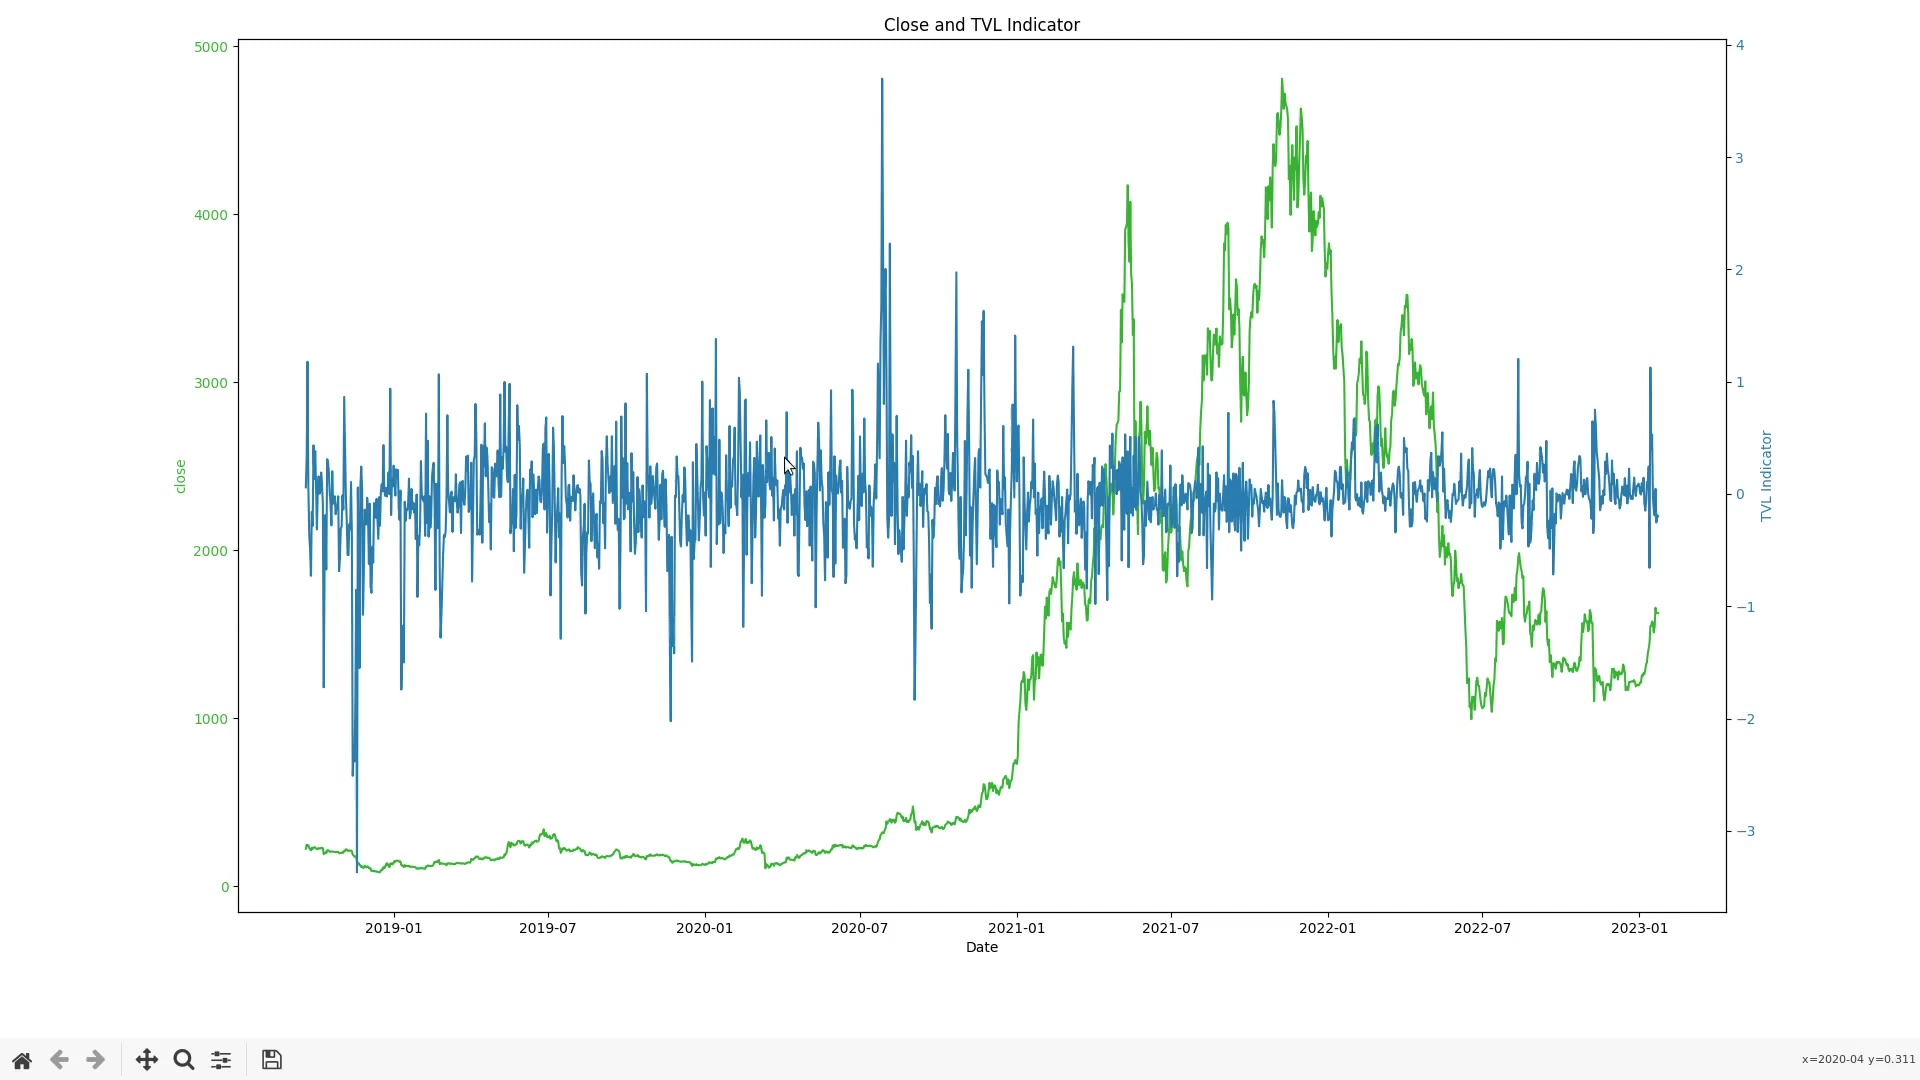 Close and TVL Indicator
5000
4000
3000
2000
1000
0
close
4
3
2
1
0
−1
−2
−3
TVL Indicator
2019-01 2019-07 2020-01 2020-07 2021-01 2021-07 2022-01 2022-07 2023-01
Date
x=2020-04 y=0.311